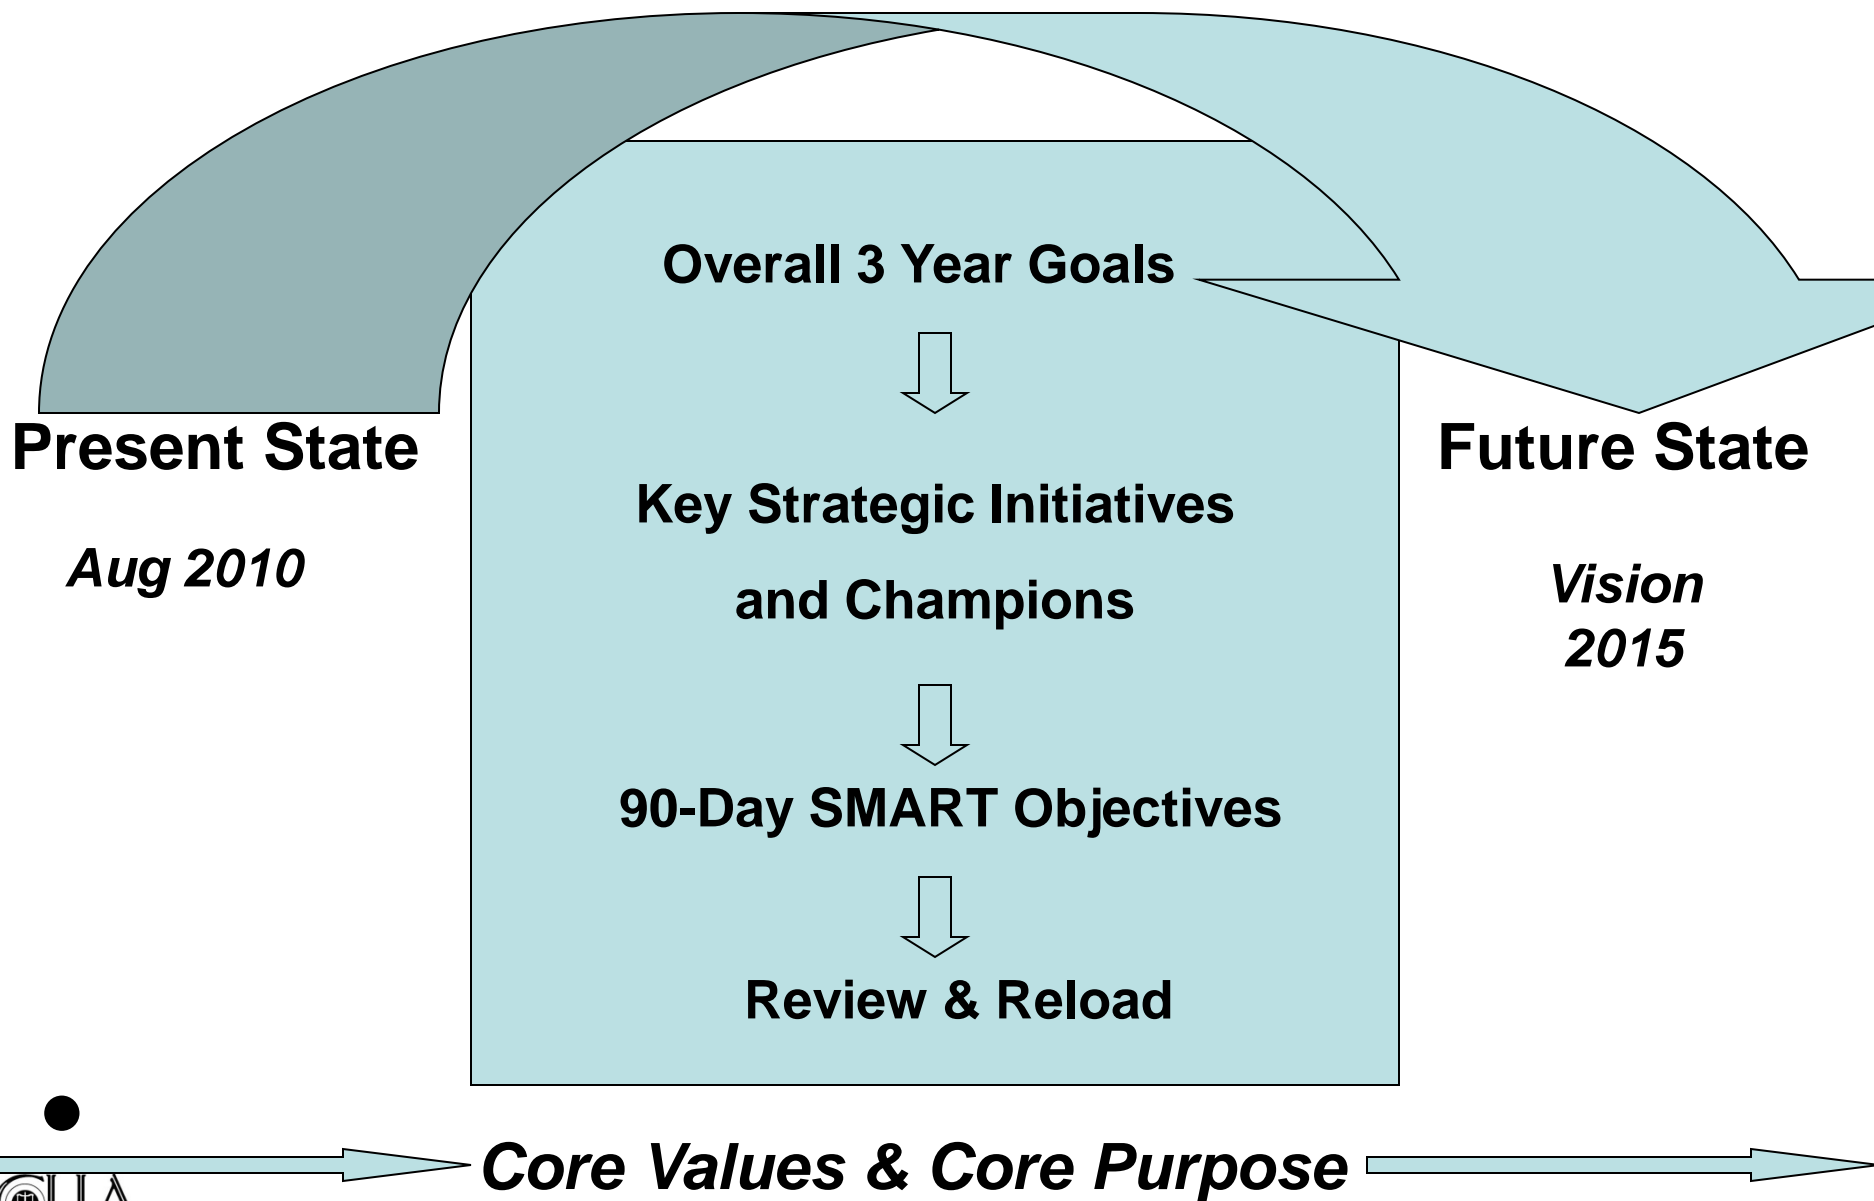 Overall 3 Year Goals
Present State
Aug 2010
Key Strategic Initiatives
and Champions
90-Day SMART Objectives
Review & Reload
Future State
Vision
2015
Core Values & Core Purpose